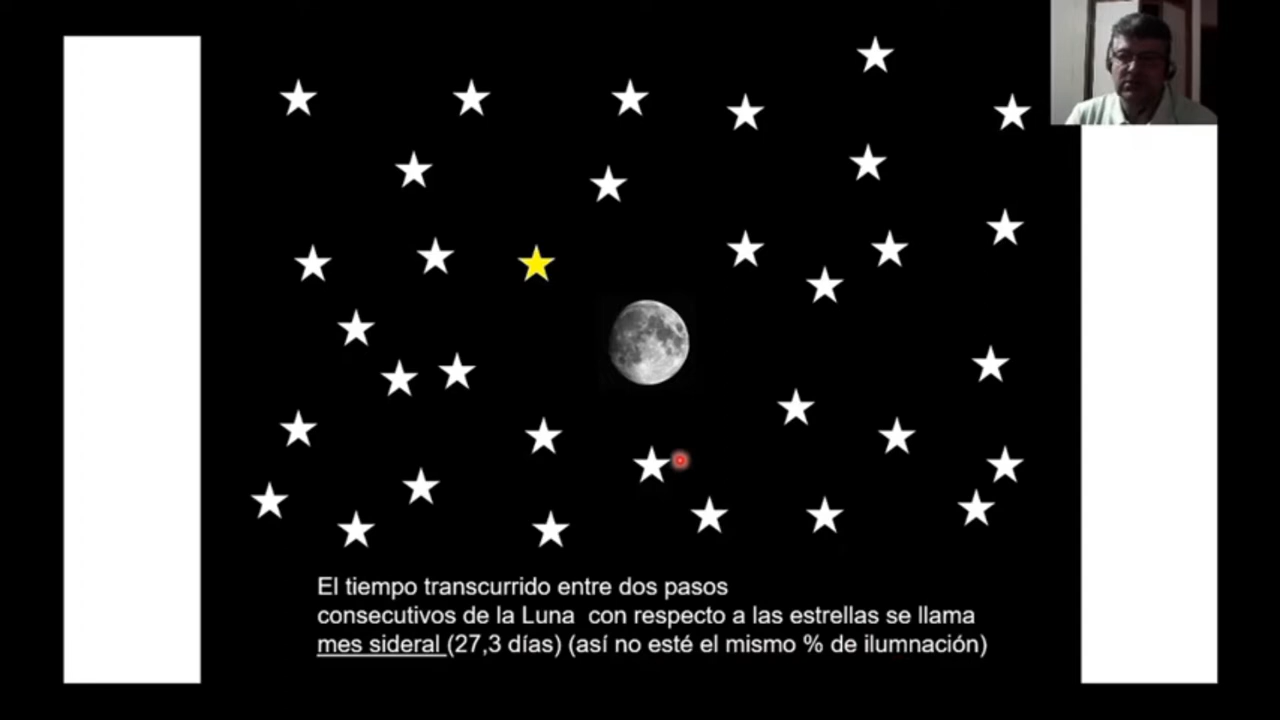 El tiempo transcurrido entre dos pasos
consecutivos de la Luna con respecto a las estrellas se llama
mes sideral (27,3 días) (así no esté el mismo % de ilumnación)